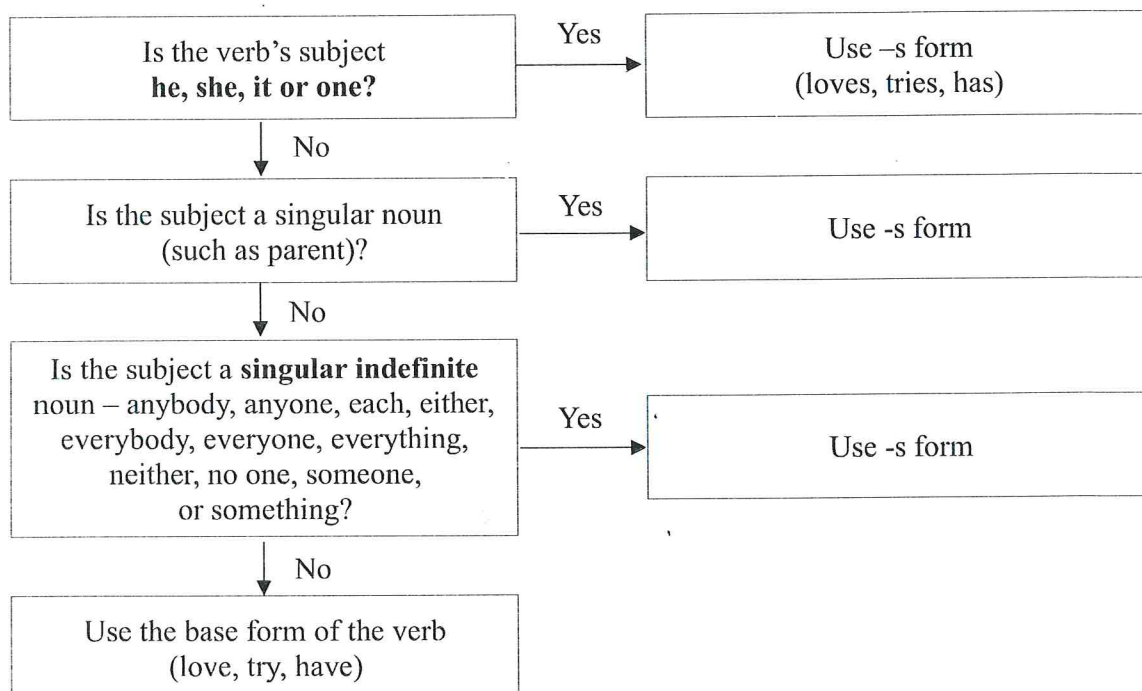 Is the verb's subject
he, she, it or one?
Yes
Use –s form
(loves, tries, has)
No
Is the subject a singular noun
(such as parent)?
Yes
Use -s form
No
Is the subject a singular indefinite
noun – anybody, anyone, each, either,
everybody, everyone, everything,
neither, no one, someone,
or something?
Yes
Use -s form
No
Use the base form of the verb
(love, try, have)